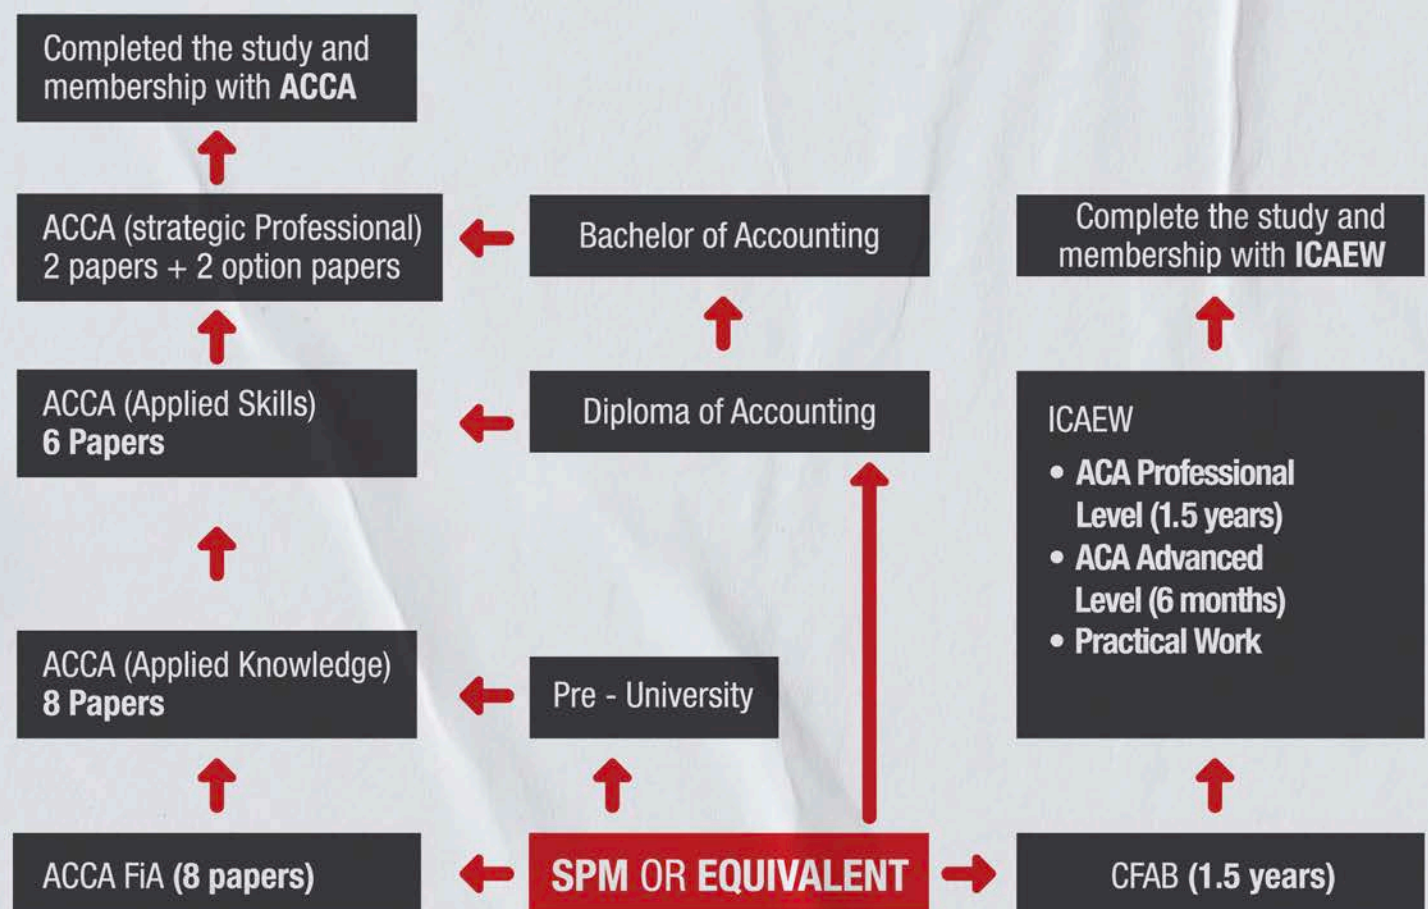 Completed the study and
membership with ACCA
ACCA (strategic Professional)
2 papers + 2 option papers
Bachelor of Accounting
Complete the study and
membership with ICAEW
ACCA (Applied Skills)
6 Papers
Diploma of Accounting
ICAEW
• ACA Professional
Level (1.5 years)
• ACA Advanced
Level (6 months)
• Practical Work
ACCA (Applied Knowledge)
8 Papers
Pre - University
ACCA FiA (8 papers)
SPM OR EQUIVALENT
CFAB (1.5 years)